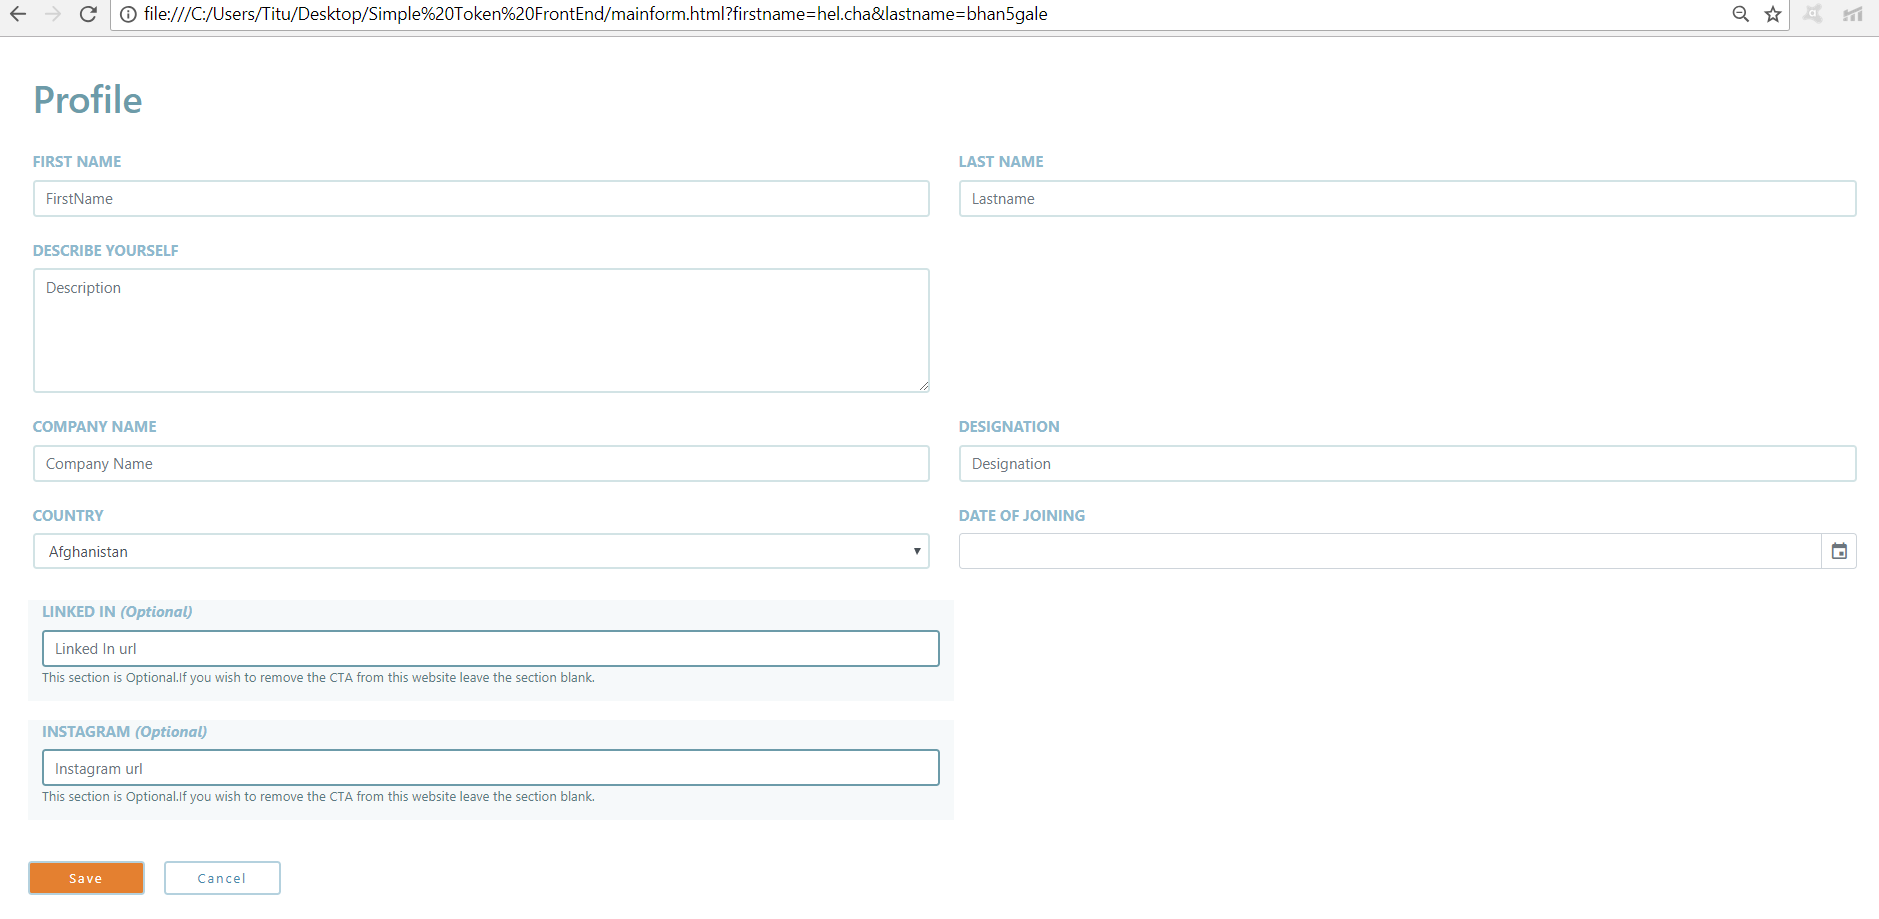 file:///C:/Users/Titu/Desktop/Simple%20Token%20FrontEnd/mainform.html?firstname=hel.cha&lastname=bhan5gale
Profile
FIRST NAME
LAST NAME
FirstName
Lastname
DESCRIBE YOURSELF
Description
COMPANY NAME
DESIGNATION
Company Name
Designation
COUNTRY
DATE OF JOINING
Afghanistan
LINKED IN (Optional)
Linked In url
This section is Optional.If you wish to remove the CTA from this website leave the section blank.
INSTAGRAM (Optional)
Instagram url
This section is Optional.If you wish to remove the CTA from this website leave the section blank.
Save
Cancel